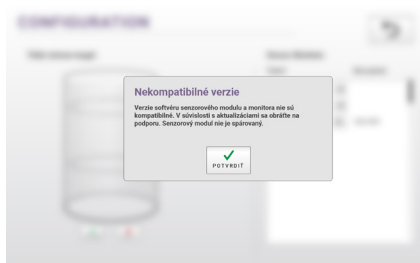 CONFIGURATION
Nekompatibilné verzie
Verzie softvéru senzorového modulu a monitora nie sú
kompatibilné. V súvislosti s aktualizáciami sa obráťte na
podporu. Senzorový modul nie je spárovaný.
POTVRDIŤ